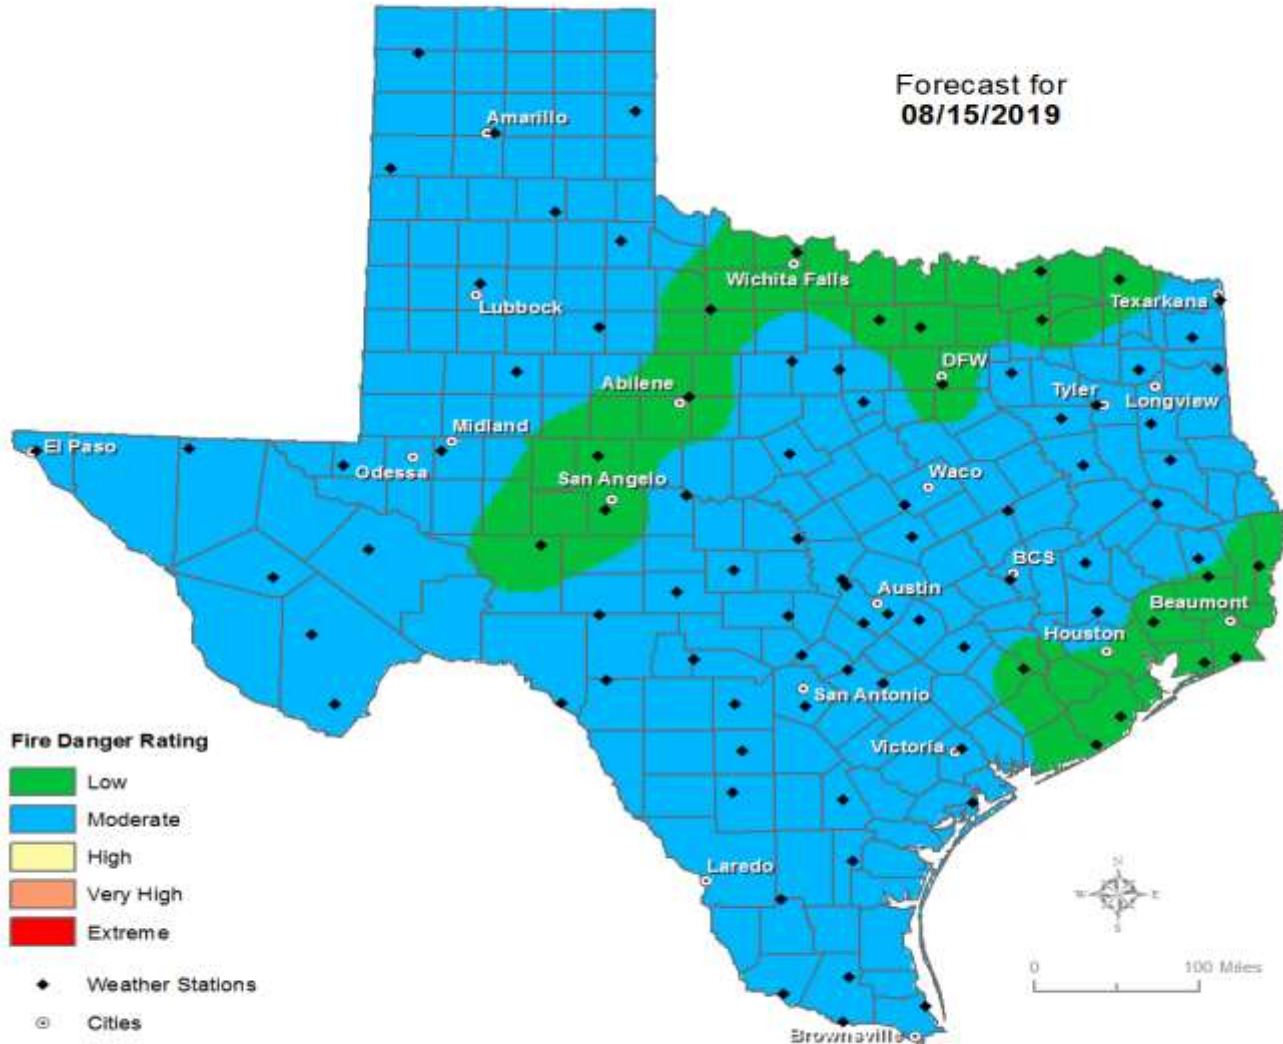 Forecast for
08/15/2019
Amarillo
Wichita Falls
Lubbock
Texarkana
DFW
Abilene
Tyler
Longview
Midland
El Paso
Odessa
San Angelo
Waco
BCS
Austin
Beaumont
Houston
San Antonio
Victoria
Laredo
Brownsville
Fire Danger Rating
Low
Moderate
High
Very High
Extreme
Weather Stations
Cities
N
W E
S
0 100 Miles